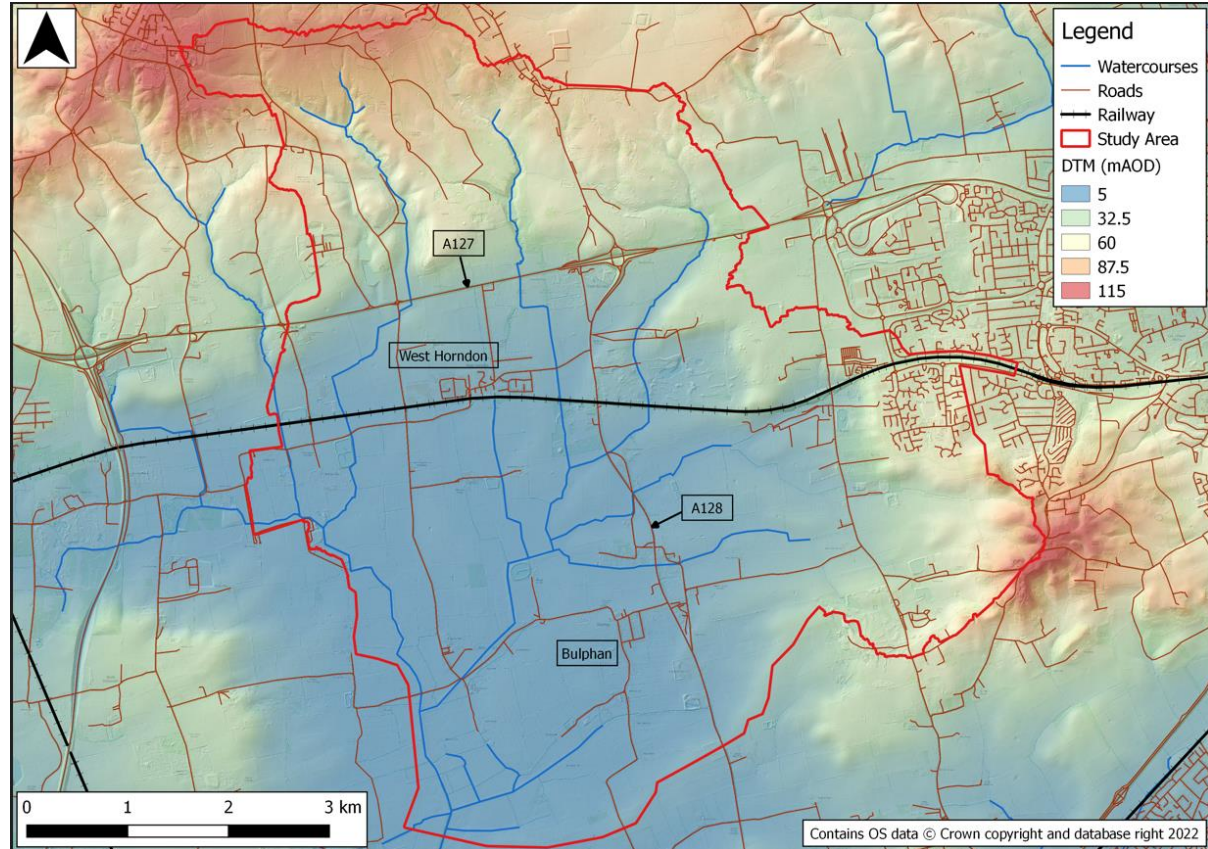 Legend
Watercourses
Roads
Railway
Study Area
DTM (mAOD)
5
32.5
60
87.5
115
A127
West Horndon
A128
Bulphan
0 1 2 3 km
Contains OS data © Crown copyright and database right 2022